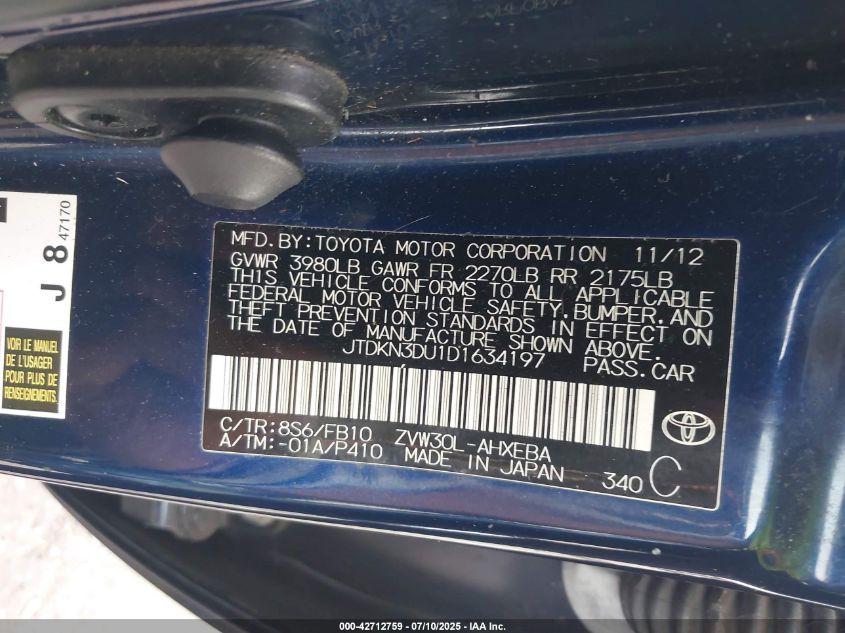 J 8
47170
VOIR LE MANUEL
DE L'USAGER
POUR PLUS DE
RENSEIGNEMENTS.
MFD. BY: TOYOTA MOTOR CORPORATION 11/12
GVWR 3980LB GAWR FR 2270LB RR 2175LB
THIS VEHICLE CONFORMS TO ALL APPLICABLE
FEDERAL MOTOR VEHICLE SAFETY, BUMPER, AND
THEFT PREVENTION STANDARDS IN EFFECT ON
THE DATE OF MANUFACTURE SHOWN ABOVE.
JTDKN3DU1D1634197 PASS.CAR
C/TR:8S6/FB10 ZVW30L-AHXEBA
A/TM:-01A/P410 MADE IN JAPAN 340 C
000-42712759 - 07/10/2025 - IAA Inc.